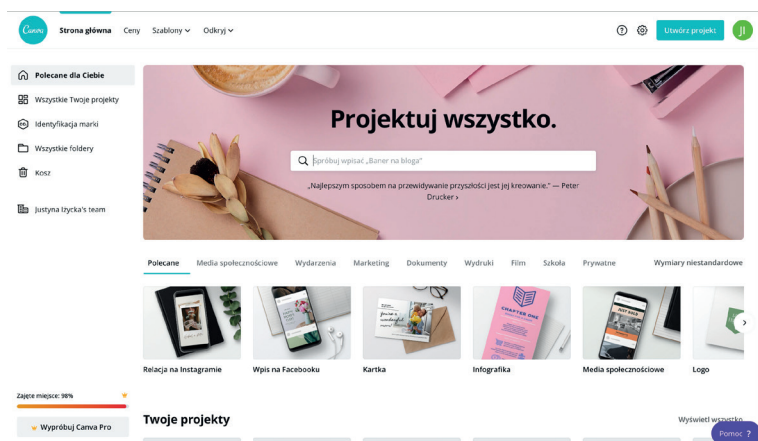 Canva
Strona główna
Ceny
Szablony
Odkryj
Utwórz projekt
JI
Polecane dla Ciebie
Wszystkie Twoje projekty
Identyfikacja marki
Wszystkie foldery
Kosz
Justyna Iżycka's team
Projektuj wszystko.
Spróbuj wpisać „Baner na bloga”
„Najlepszym sposobem na przewidywanie przyszłości jest jej kreowanie.” — Peter
Drucker ›
Polecane
Media społecznościowe
Wydarzenia
Marketing
Dokumenty
Wydruki
Film
Szkoła
Prywatne
Wymiary niestandardowe
CHAPTER ONE
Relacja na Instagramie
Wpis na Facebooku
Kartka
Infografika
Media społecznościowe
Logo
Zajęte miejsce: 98%
Wypróbuj Canva Pro
Twoje projekty
Wyświetl wszystko
Pomoc ?